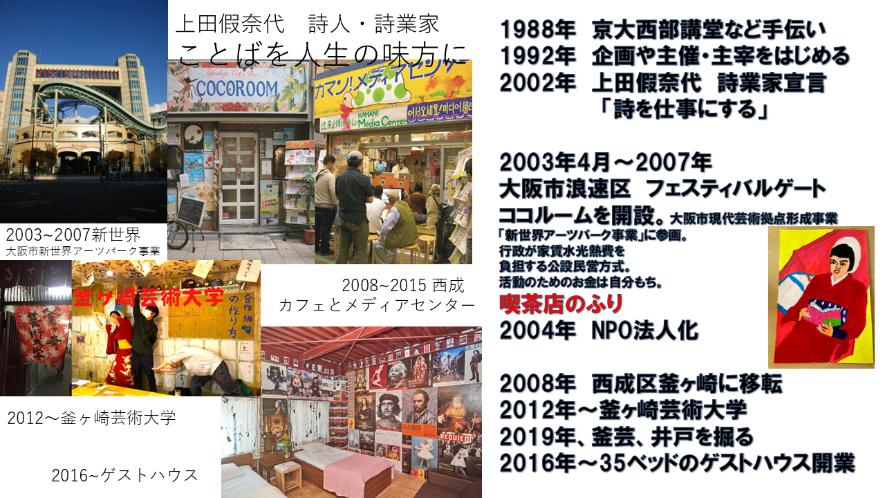 上田假奈代　詩人・詩業家
ことばを人生の味方に
COCOROOM
カマン!メディアセンター
KAMAN!
Media Center
2003~2007新世界
大阪市新世界アーツパーク事業
2008~2015 西成
カフェとメディアセンター
釜ヶ崎芸術大学
合作俳句
の作り方
2012～釜ヶ崎芸術大学
REQUIEM
2016~ゲストハウス
1988年　京大西部講堂など手伝い
1992年　企画や主催・主宰をはじめる
2002年　上田假奈代　詩業家宣言
「詩を仕事にする」
2003年4月～2007年
大阪市浪速区　フェスティバルゲート
ココルームを開設。大阪市現代芸術拠点形成事業
「新世界アーツパーク事業」に参画。
行政が家賃水光熱費を
負担する公設民営方式。
活動のためのお金は自分もち。
喫茶店のふり
2004年　NPO法人化
2008年　西成区釜ヶ崎に移転
2012年～釜ヶ崎芸術大学
2019年、釜芸、井戸を掘る
2016年～35ベッドのゲストハウス開業